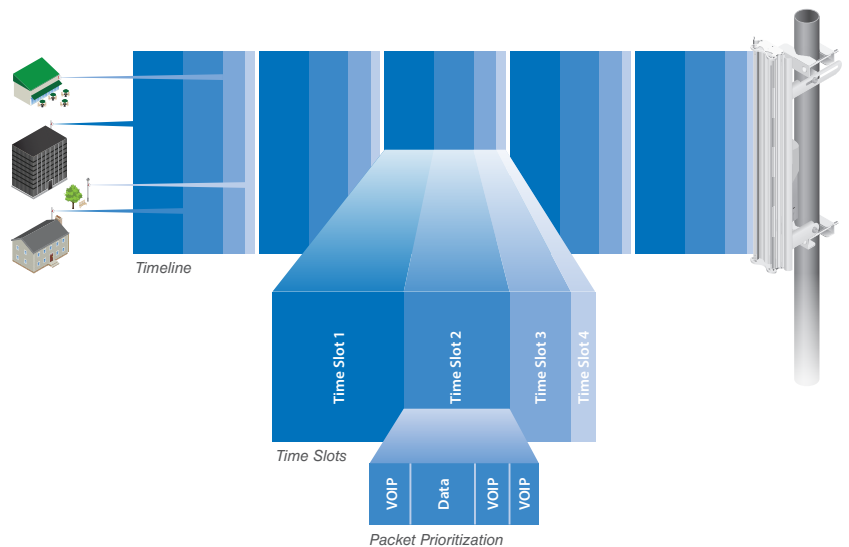 Timeline
Time Slot 1
Time Slot 2
Time Slot 3
Time Slot 4
Time Slots
VOIP
Data
VOIP
VOIP
Packet Prioritization